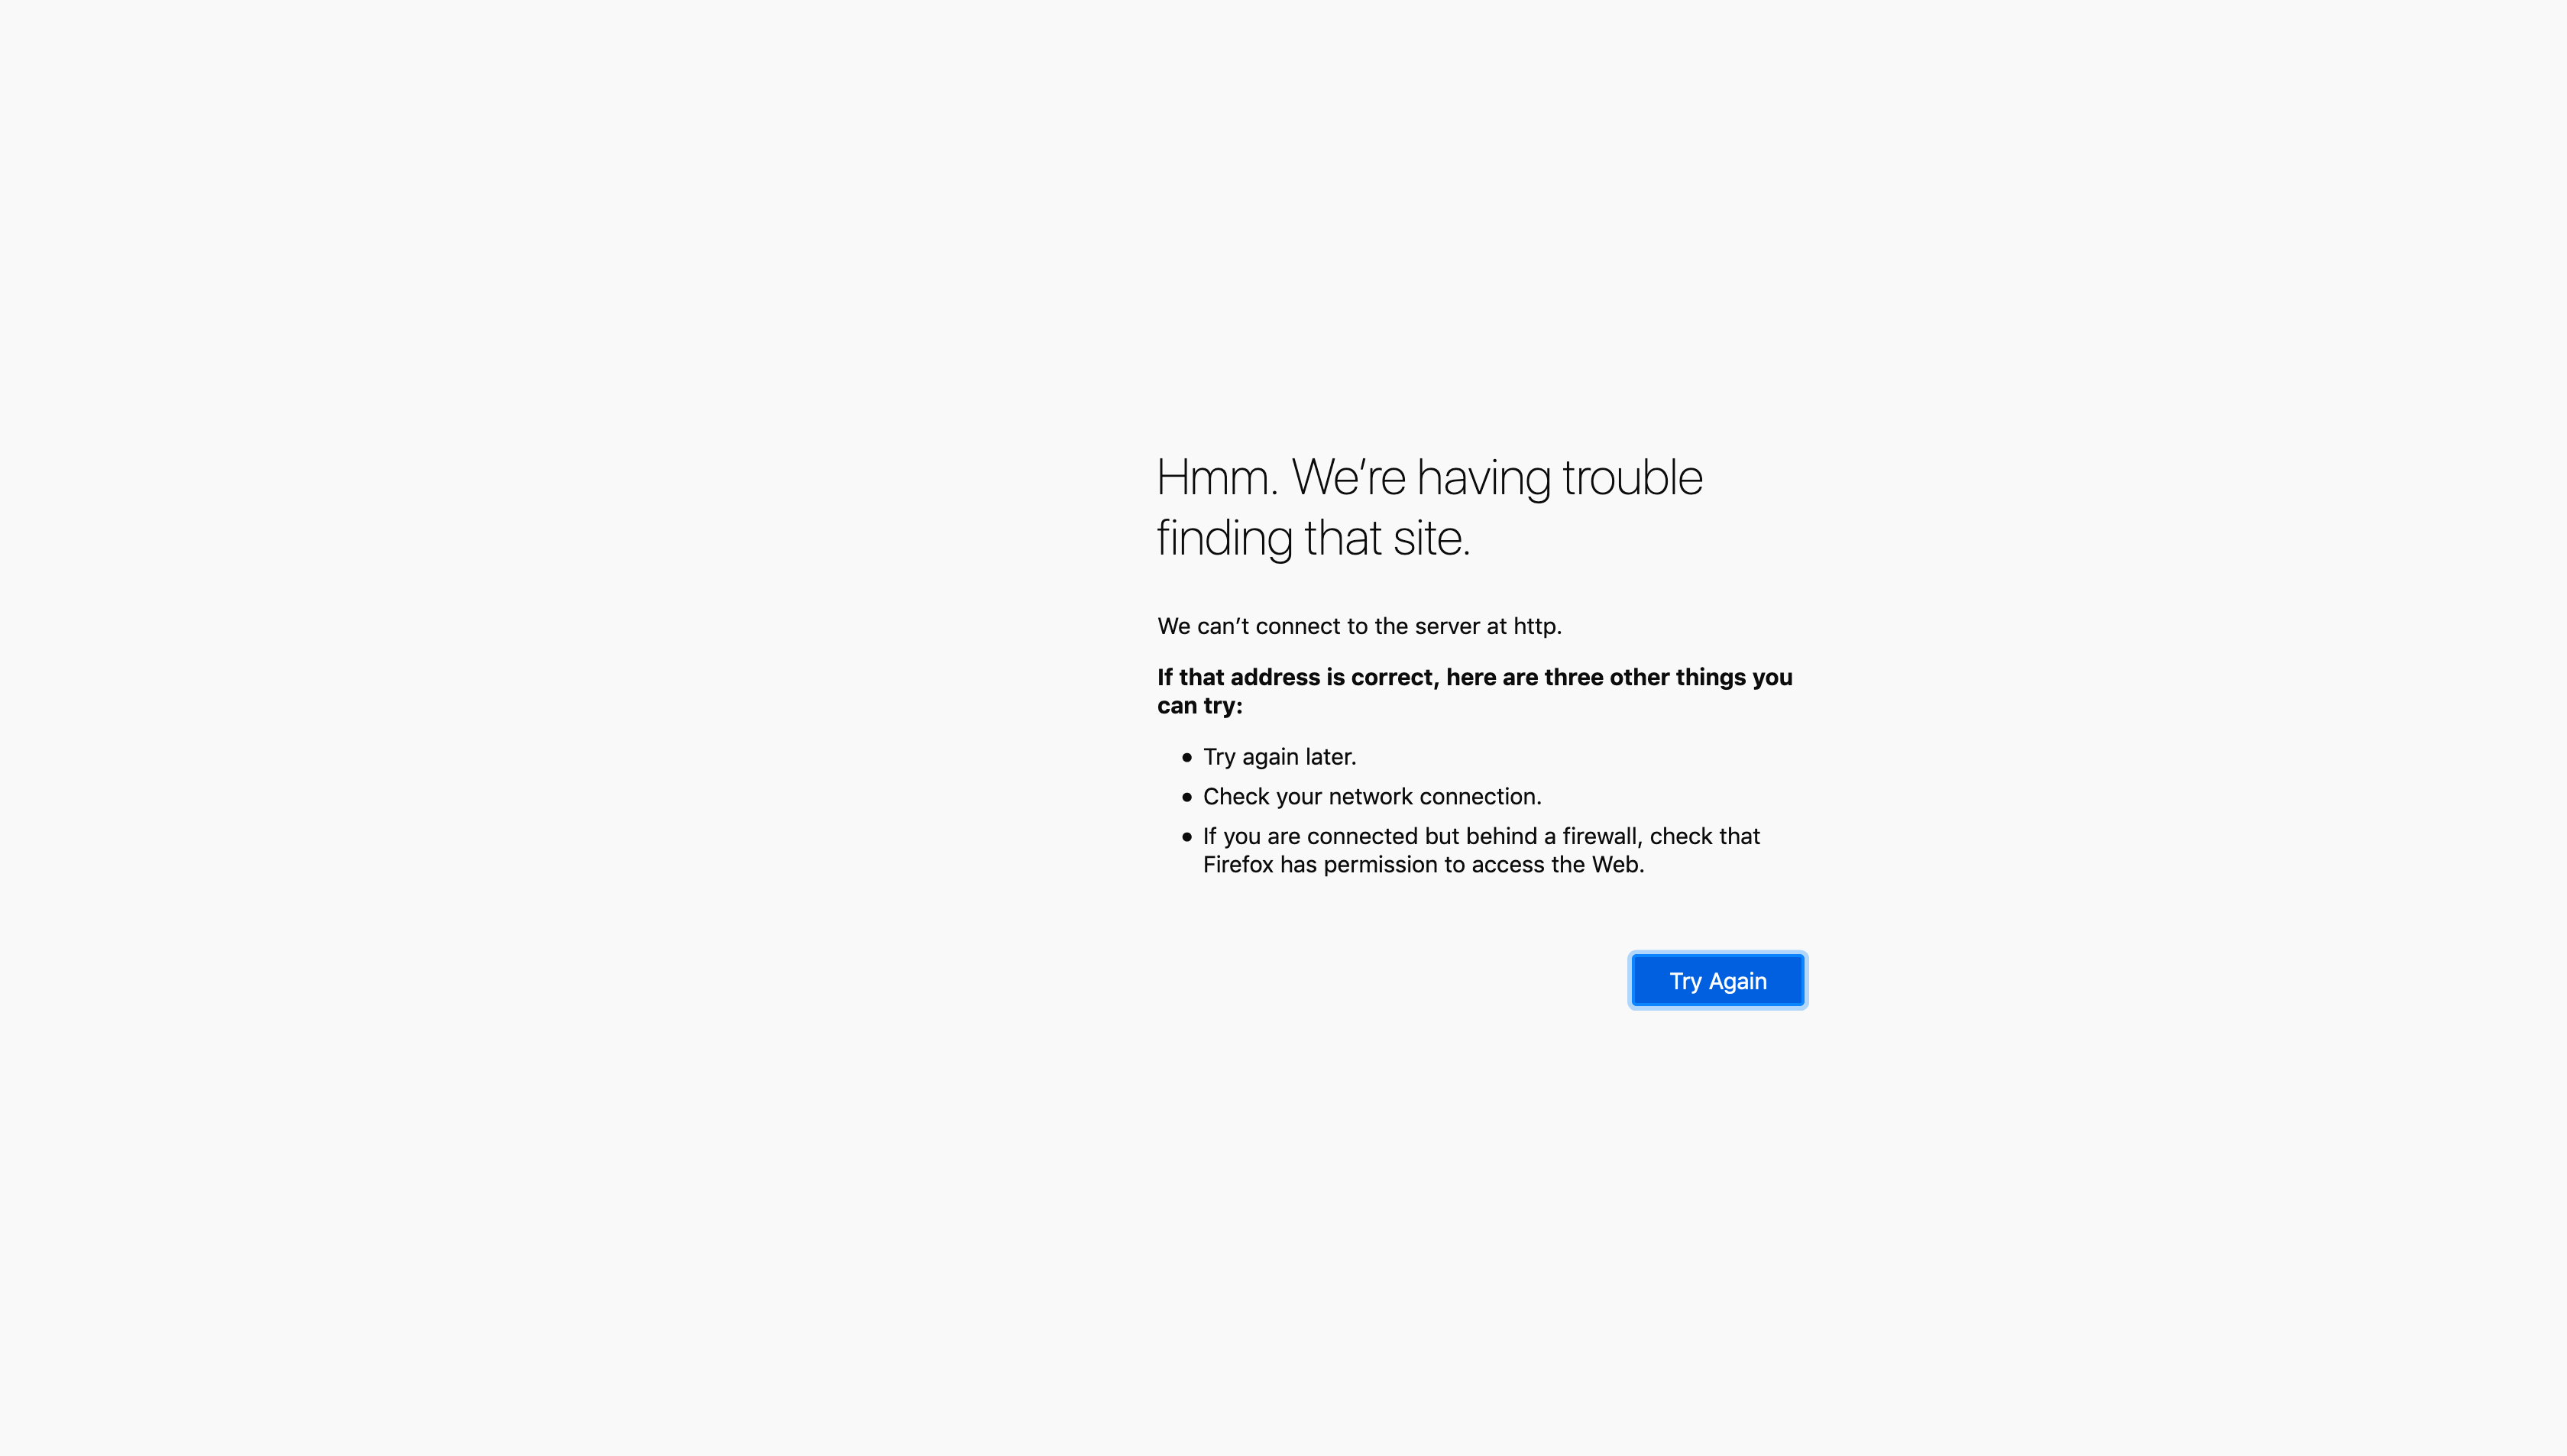 Hmm. We’re having trouble
finding that site.
We can’t connect to the server at http.
If that address is correct, here are three other things you
can try:
• Try again later.
• Check your network connection.
• If you are connected but behind a firewall, check that
Firefox has permission to access the Web.
Try Again